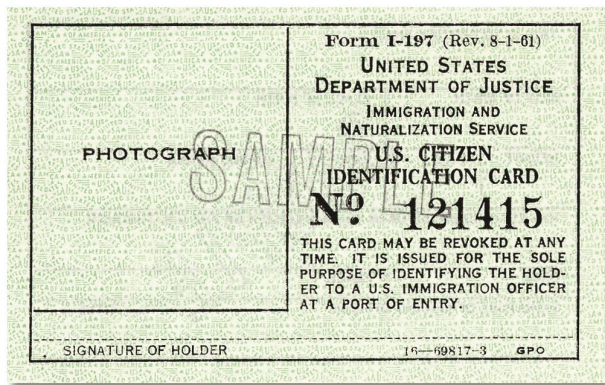 Form I-197 (Rev. 8-1-61)
UNITED STATES
DEPARTMENT OF JUSTICE
IMMIGRATION AND
NATURALIZATION SERVICE
PHOTOGRAPH
SAMPLE
U.S. CITIZEN
IDENTIFICATION CARD
Nº 121415
THIS CARD MAY BE REVOKED AT ANY
TIME. IT IS ISSUED FOR THE SOLE
PURPOSE OF IDENTIFYING THE HOLD-
ER TO A U.S. IMMIGRATION OFFICER
AT A PORT OF ENTRY.
SIGNATURE OF HOLDER 16—69817-3 GPO